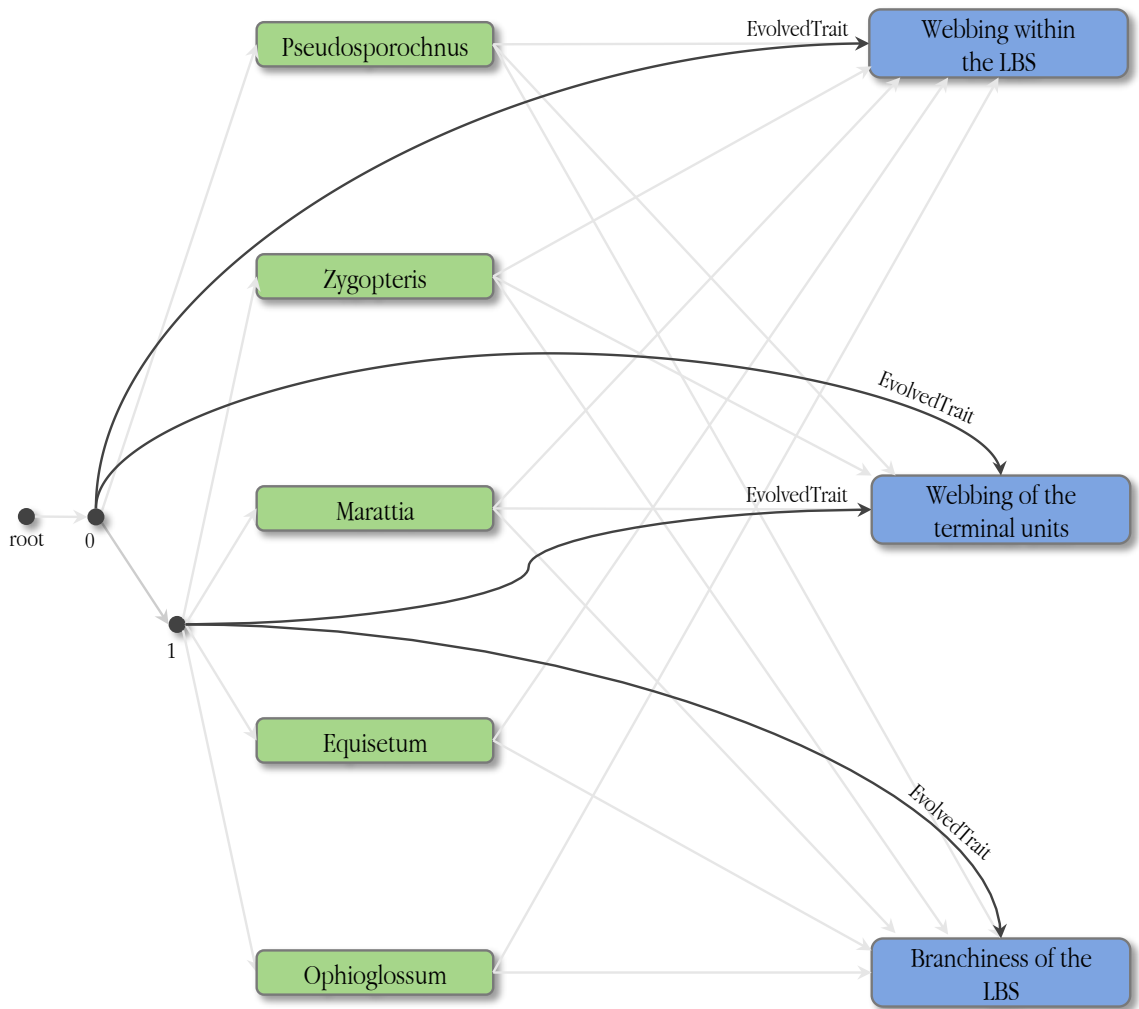 EvolvedTrait
Pseudosporochnus
Webbing within
the LBS
Zygopteris
EvolvedTrait
Marattia
EvolvedTrait
Webbing of the
terminal units
root
0
1
Equisetum
EvolvedTrait
Ophioglossum
Branchiness of the
LBS